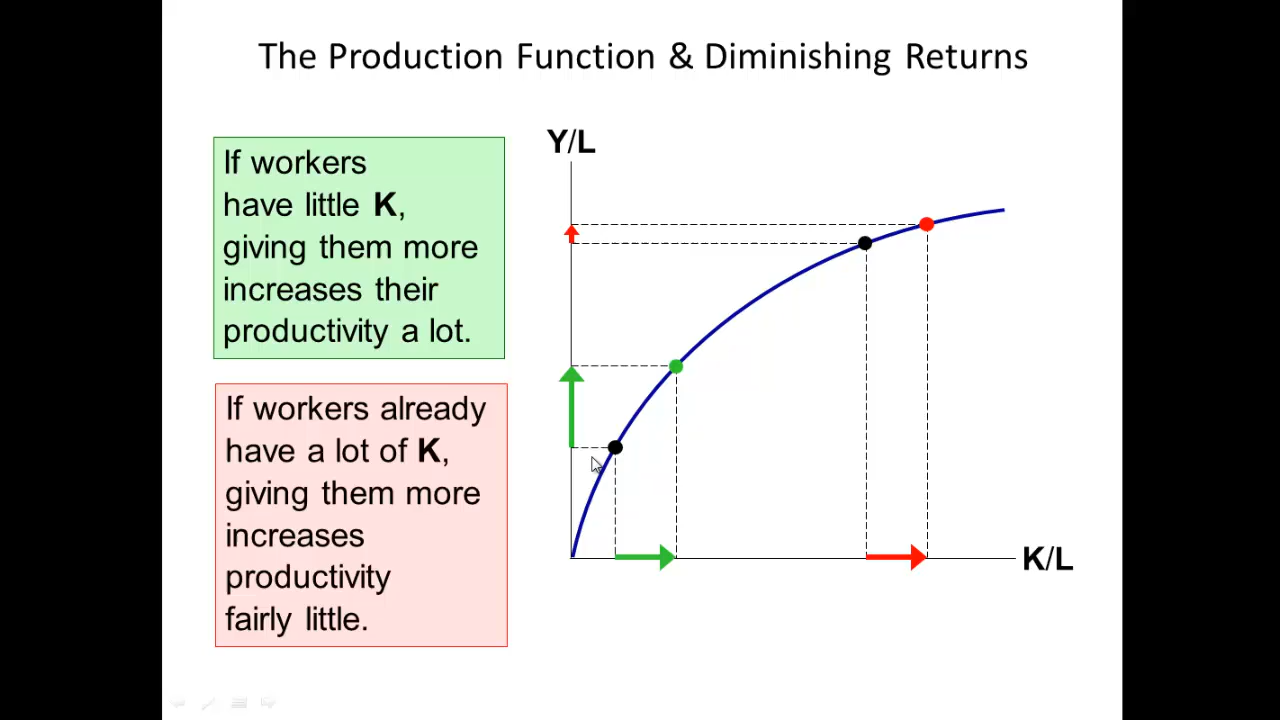 The Production Function & Diminishing Returns
If workers
have little K,
giving them more
increases their
productivity a lot.
If workers already
have a lot of K,
giving them more
increases
productivity
fairly little.
Y/L
K/L